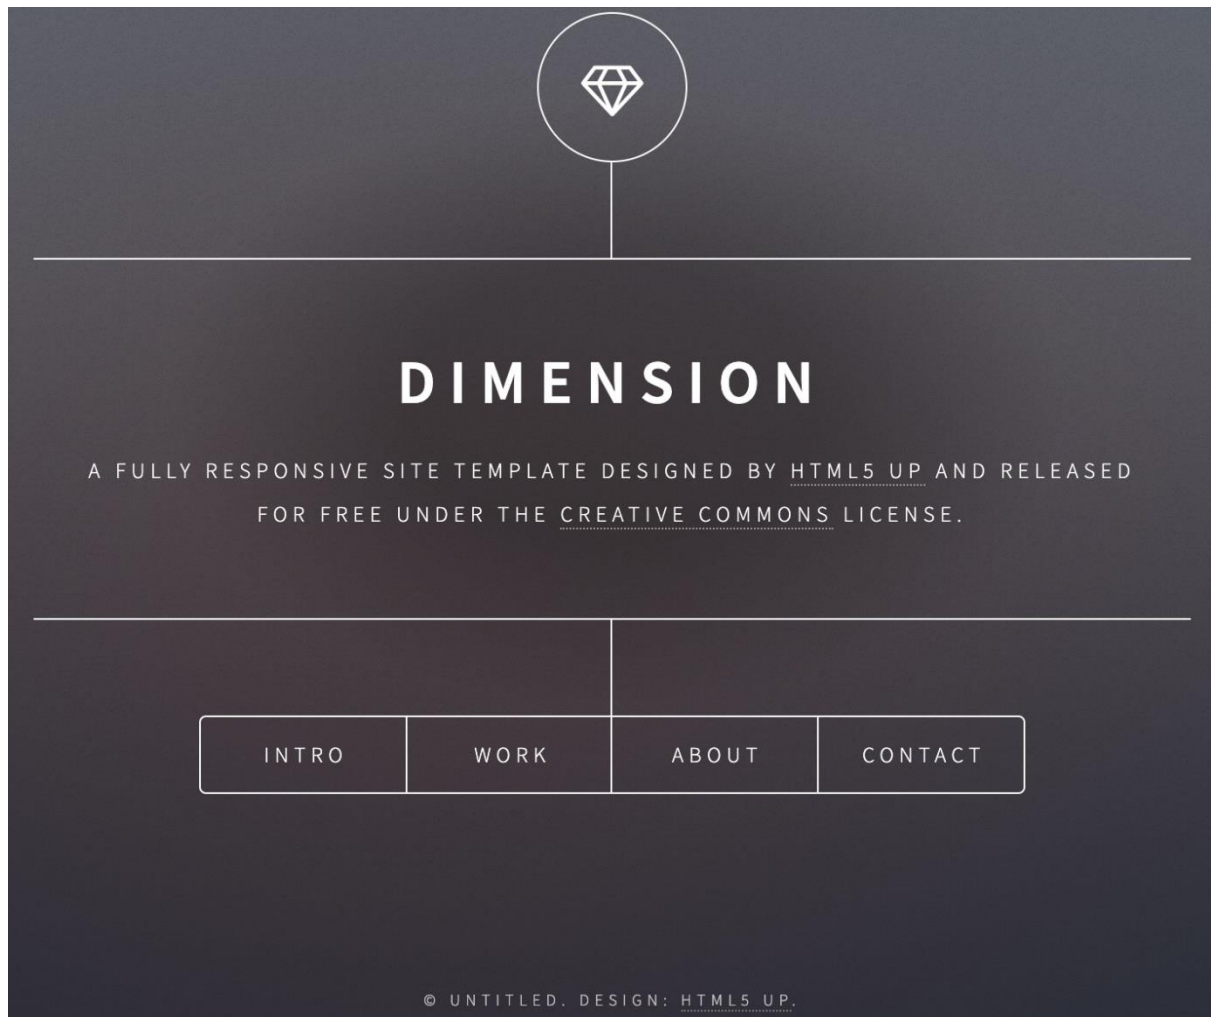 DIMENSION
A FULLY RESPONSIVE SITE TEMPLATE DESIGNED BY HTML5 UP AND RELEASED
FOR FREE UNDER THE CREATIVE COMMONS LICENSE.
INTRO WORK ABOUT CONTACT
© UNTITLED. DESIGN: HTML5 UP.